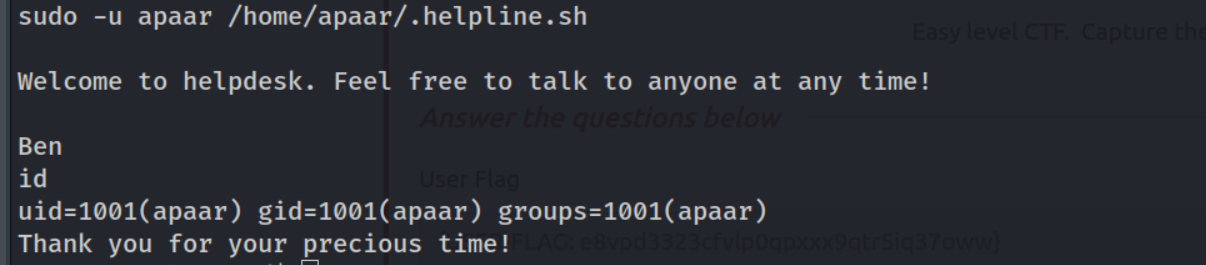 sudo -u apaar /home/apaar/.helpline.sh
Easy level CTF. Capture the
Welcome to helpdesk. Feel free to talk to anyone at any time!
Answer the questions below
Ben
id
User Flag
uid=1001(apaar) gid=1001(apaar) groups=1001(apaar)
Thank you for your precious time!